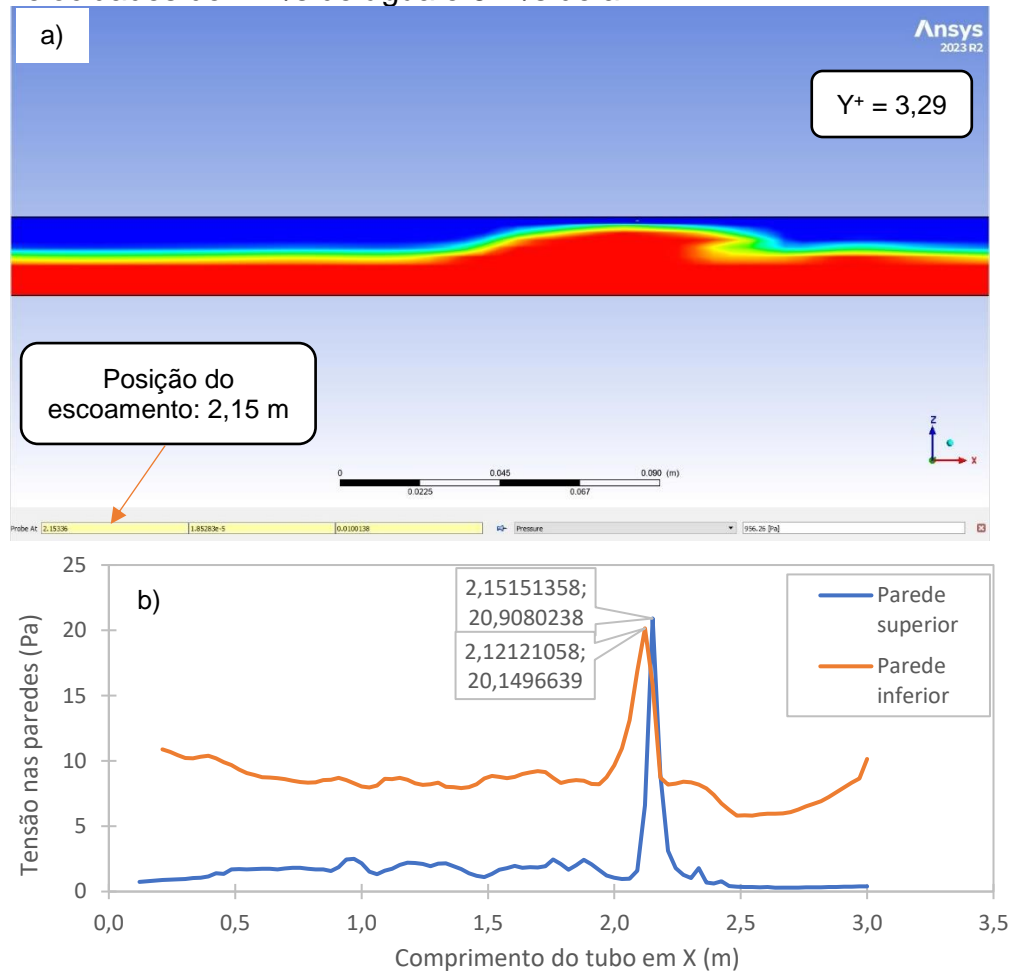 a)
Ansys
2023 R2
Y+ = 3,29
Posição do
escoamento: 2,15 m
Z
X
0
0.045
0.090 (m)
0.0225
0.067
Probe At
2.15336
1.85283e-5
0.0100138
Pressure
956.26 [Pa]
b)
25
20
15
10
5
0
Tensão nas paredes (Pa)
2,15151358;
20,9080238
2,12121058;
20,1496639
Parede
superior
Parede
inferior
0,0
0,5
1,0
1,5
2,0
2,5
3,0
3,5
Comprimento do tubo em X (m)